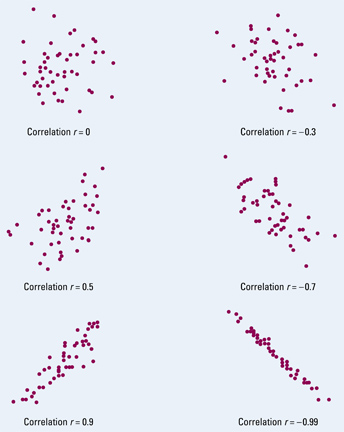 Correlation r = 0
Correlation r = −0.3
Correlation r = 0.5
Correlation r = −0.7
Correlation r = 0.9
Correlation r = −0.99